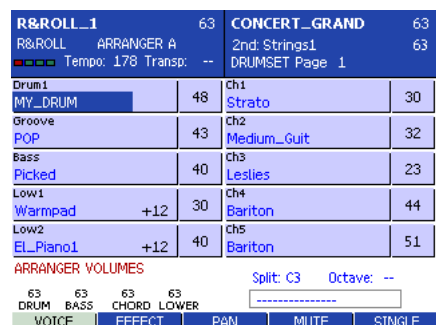 R&ROLL_1 63 CONCERT_GRAND 63
R&ROLL ARRANGER A 2nd: Strings1 63
Tempo: 178 Transp: -- DRUMSET Page 1
Drum1 Ch1
MY_DRUM 48 Strato 30
Groove Ch2
POP 43 Medium_Guit 32
Bass Ch3
Picked 40 Leslies 23
Low1 Ch4
Warmpad +12 30 Bariton 44
Low2 Ch5
El_Piano1 +12 40 Bariton 51
ARRANGER VOLUMES
Split: C3 Octave: --
63 63 63 63
DRUM BASS CHORD LOWER ---------------
VOICE EFFECT PAN MUTE SINGLE